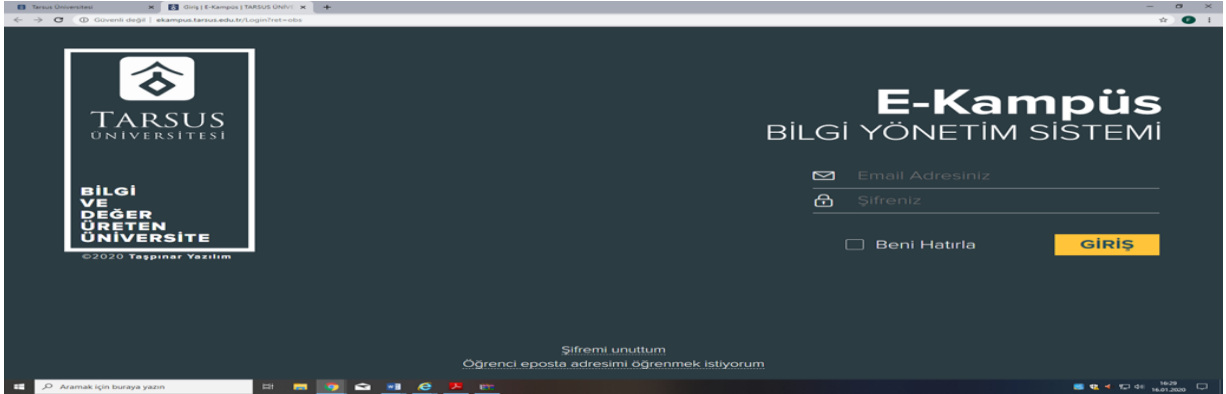 Tarsus Üniversitesi
Giriş | E-Kampüs | TARSUS ÜNİV
Güvenli değil | ekampus.tarsus.edu.tr/Login?ret=obs
TARSUS
ÜNİVERSİTESİ
BİLGİ
VE
DEĞER
ÜRETEN
ÜNİVERSİTE
©2020 Taşpınar Yazılım
E-Kampüs
BİLGİ YÖNETİM SİSTEMİ
Email Adresiniz
Şifreniz
Beni Hatırla
GİRİŞ
Şifremi unuttum
Öğrenci eposta adresimi öğrenmek istiyorum
Aramak için buraya yazın
16:29
16.01.2020